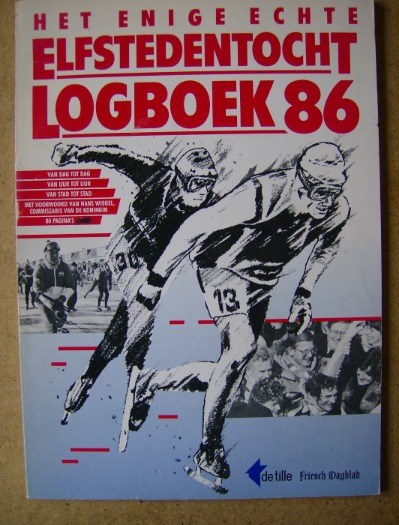 HET ENIGE ECHTE
ELFSTEDENTOCHT
LOGBOEK 86
VAN DAG TOT DAG
VAN UUR TOT UUR
VAN STAD TOT STAD
MET VOORWOORD VAN HANS WIEGEL,
COMMISSARIS VAN DE KONINGIN
80 PAGINA'S
30
13
de tille Friesch Dagblad